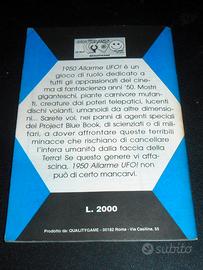 1950 Allarme UFO! è un
gioco di ruolo dedicato a
tutti gli appassionati del cine-
ma di fantascienza anni '50. Mostri
giganteschi, piante carnivore mutan-
ti, creature dai poteri telepatici, lucenti
dischi volanti, umanoidi da altre dimensio-
ni... Sarete voi, nei panni di agenti speciali
del Project Blue Book, di scienziati o di mili-
tari, a dover affrontare queste terribili
minacce che rischiano di cancellare
l'intera umanità dalla faccia della
Terra! Se questo genere vi affa-
scina, 1950 Allarme UFO! non
può di certo mancarvi.
L. 2000
Prodotto da: QUALITYGAME - 00182 Roma - Via Casilina, 55
subito